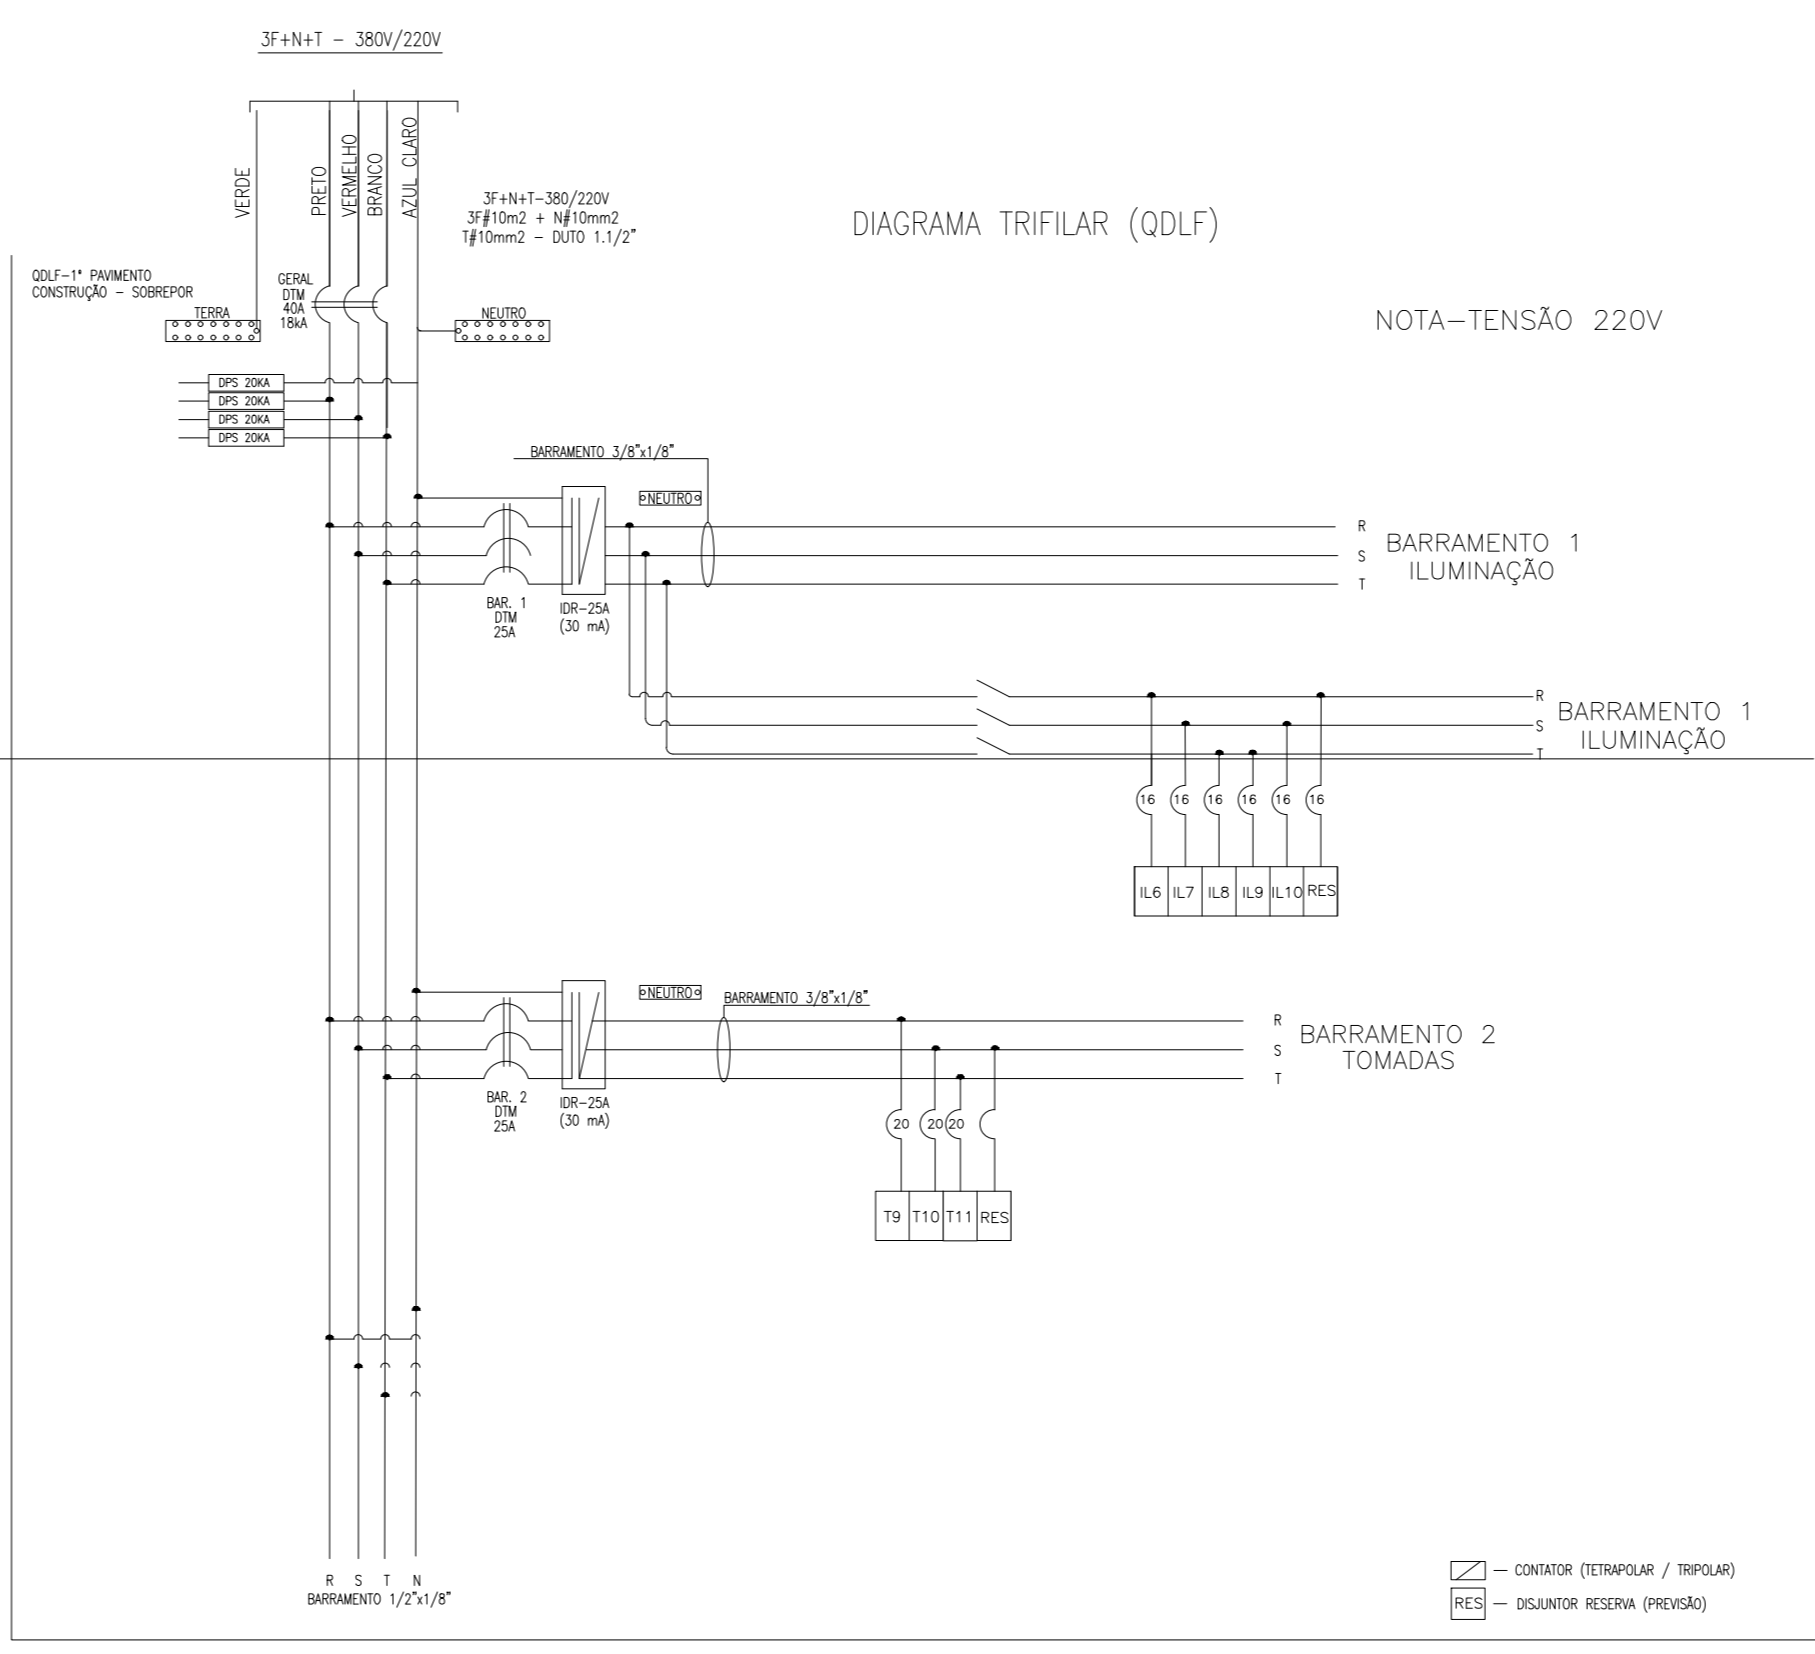 3F+N+T - 380V/220V
VERDE
PRETO
VERMELHO
BRANCO
AZUL CLARO
3F+N+T-380/220V
3F#10m2 + N#10mm2
T#10mm2 - DUTO 1.1/2"
DIAGRAMA TRIFILAR (QDLF)
NOTA-TENSÃO 220V
QDLF-1° PAVIMENTO
CONSTRUÇÃO - SOBREPOR
GERAL
DTM
40A
18kA
TERRA
NEUTRO
DPS 20KA
DPS 20KA
DPS 20KA
DPS 20KA
BARRAMENTO 3/8"x1/8"
NEUTRO
R
S
T
BARRAMENTO 1
ILUMINAÇÃO
BAR. 1
DTM
25A
IDR-25A
(30 mA)
R
S
T
BARRAMENTO 1
ILUMINAÇÃO
16 16 16 16 16 16
IL6 IL7 IL8 IL9 IL10 RES
NEUTRO
BARRAMENTO 3/8"x1/8"
R
S
T
BARRAMENTO 2
TOMADAS
BAR. 2
DTM
25A
IDR-25A
(30 mA)
20 20 20
T9 T10 T11 RES
R S T N
BARRAMENTO 1/2"x1/8"
- CONTATOR (TETRAPOLAR / TRIPOLAR)
RES - DISJUNTOR RESERVA (PREVISÃO)